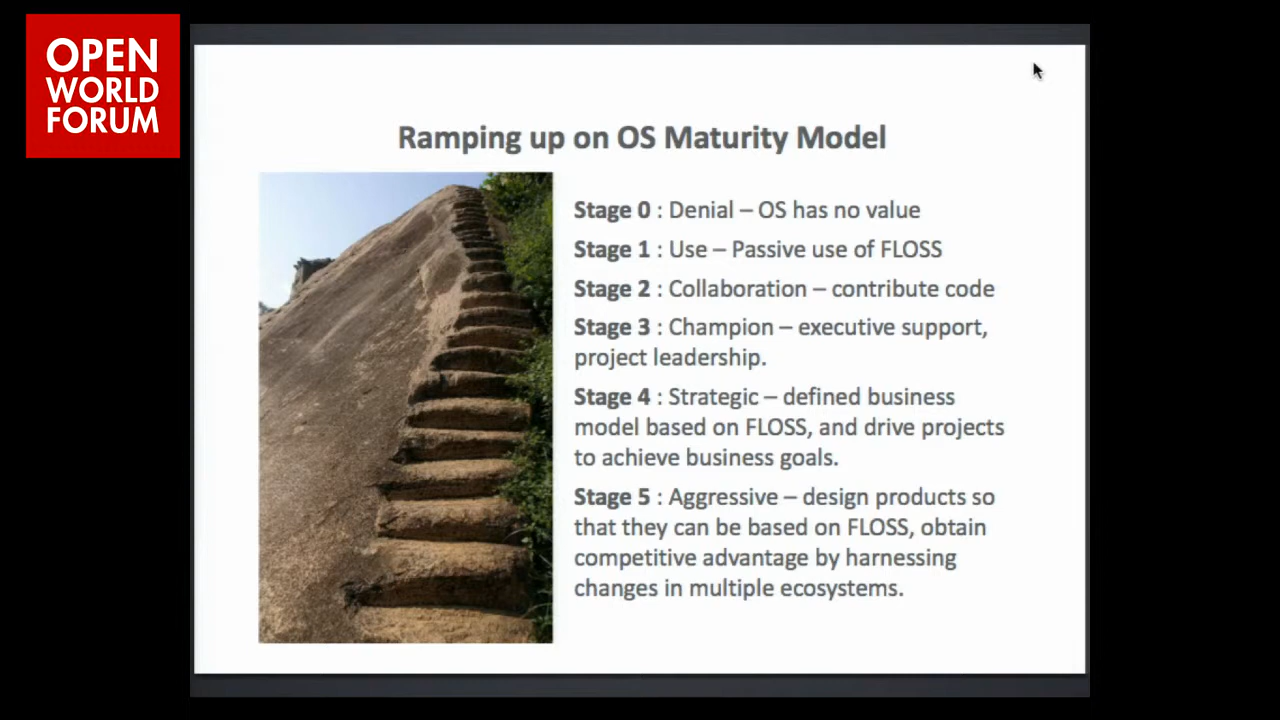 OPEN
WORLD
FORUM
Ramping up on OS Maturity Model
Stage 0 : Denial – OS has no value
Stage 1 : Use – Passive use of FLOSS
Stage 2 : Collaboration – contribute code
Stage 3 : Champion – executive support,
project leadership.
Stage 4 : Strategic – defined business
model based on FLOSS, and drive projects
to achieve business goals.
Stage 5 : Aggressive – design products so
that they can be based on FLOSS, obtain
competitive advantage by harnessing
changes in multiple ecosystems.